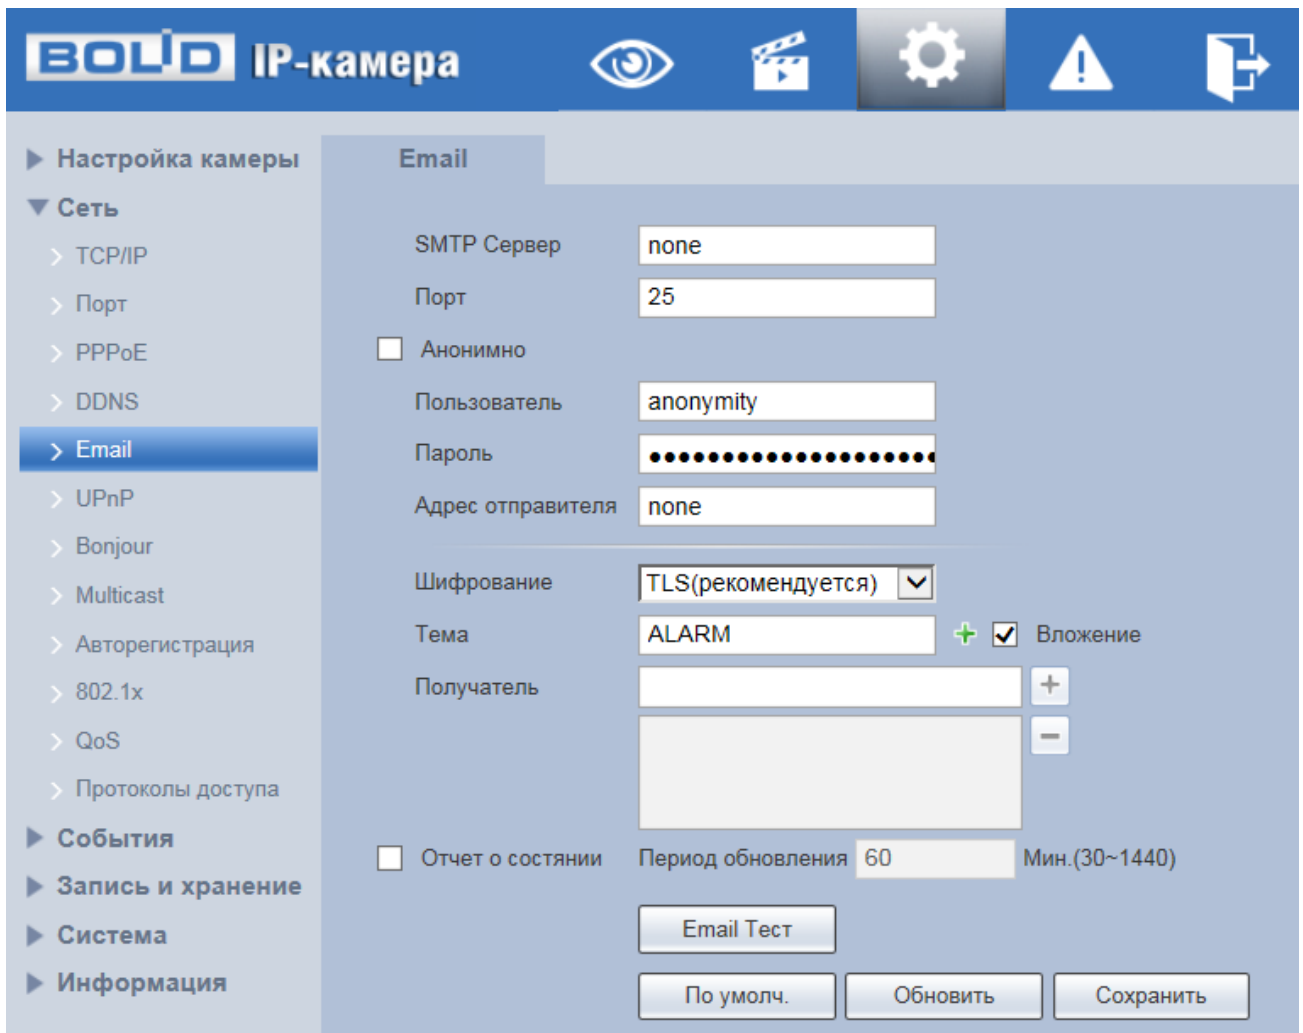 BOLID IP-камера
Настройка камеры
Сеть
TCP/IP
Порт
PPPoE
DDNS
Email
UPnP
Bonjour
Multicast
Авторегистрация
802.1x
QoS
Протоколы доступа
События
Запись и хранение
Система
Информация
Email
SMTP Сервер none
Порт 25
Анонимно
Пользователь anonymity
Пароль
Адрес отправителя none
Шифрование TLS(рекомендуется)
Тема ALARM Вложение
Получатель
Отчет о состянии Период обновления 60 Мин.(30~1440)
Email Тест
По умолч. Обновить Сохранить